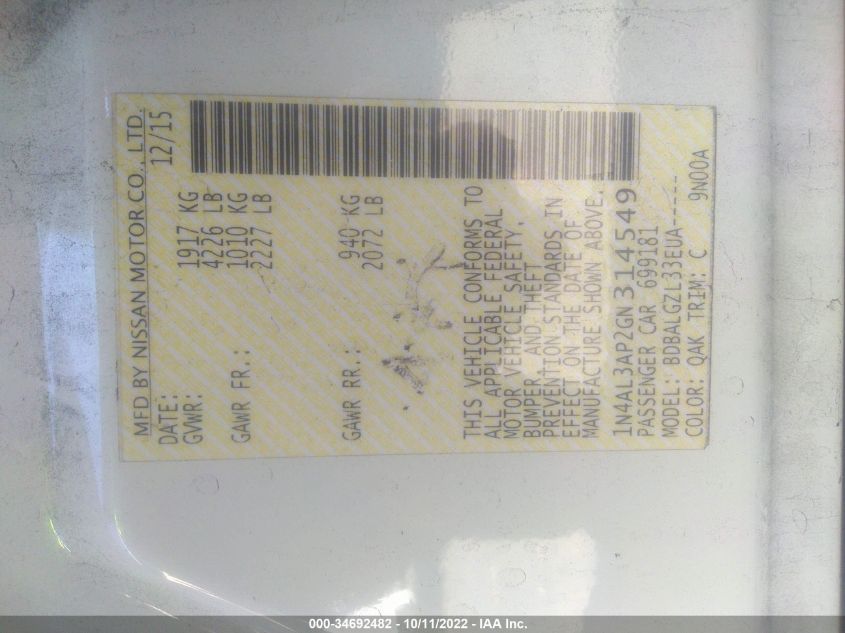 MFD BY NISSAN MOTOR CO., LTD.
DATE: 12/15
GVWR: 1917 KG
4226 LB
GAWR FR.: 1010 KG
2227 LB
GAWR RR.: 940 KG
2072 LB
THIS VEHICLE CONFORMS TO
ALL APPLICABLE FEDERAL
MOTOR VEHICLE SAFETY,
BUMPER, AND THEFT
PREVENTION STANDARDS IN
EFFECT ON THE DATE OF
MANUFACTURE SHOWN ABOVE.
1N4AL3AP2GN314549
PASSENGER CAR 699181
MODEL: BDBALGZL33EUA-----
COLOR: QAK TRIM: C 9N00A
000-34692482 - 10/11/2022 - IAA Inc.